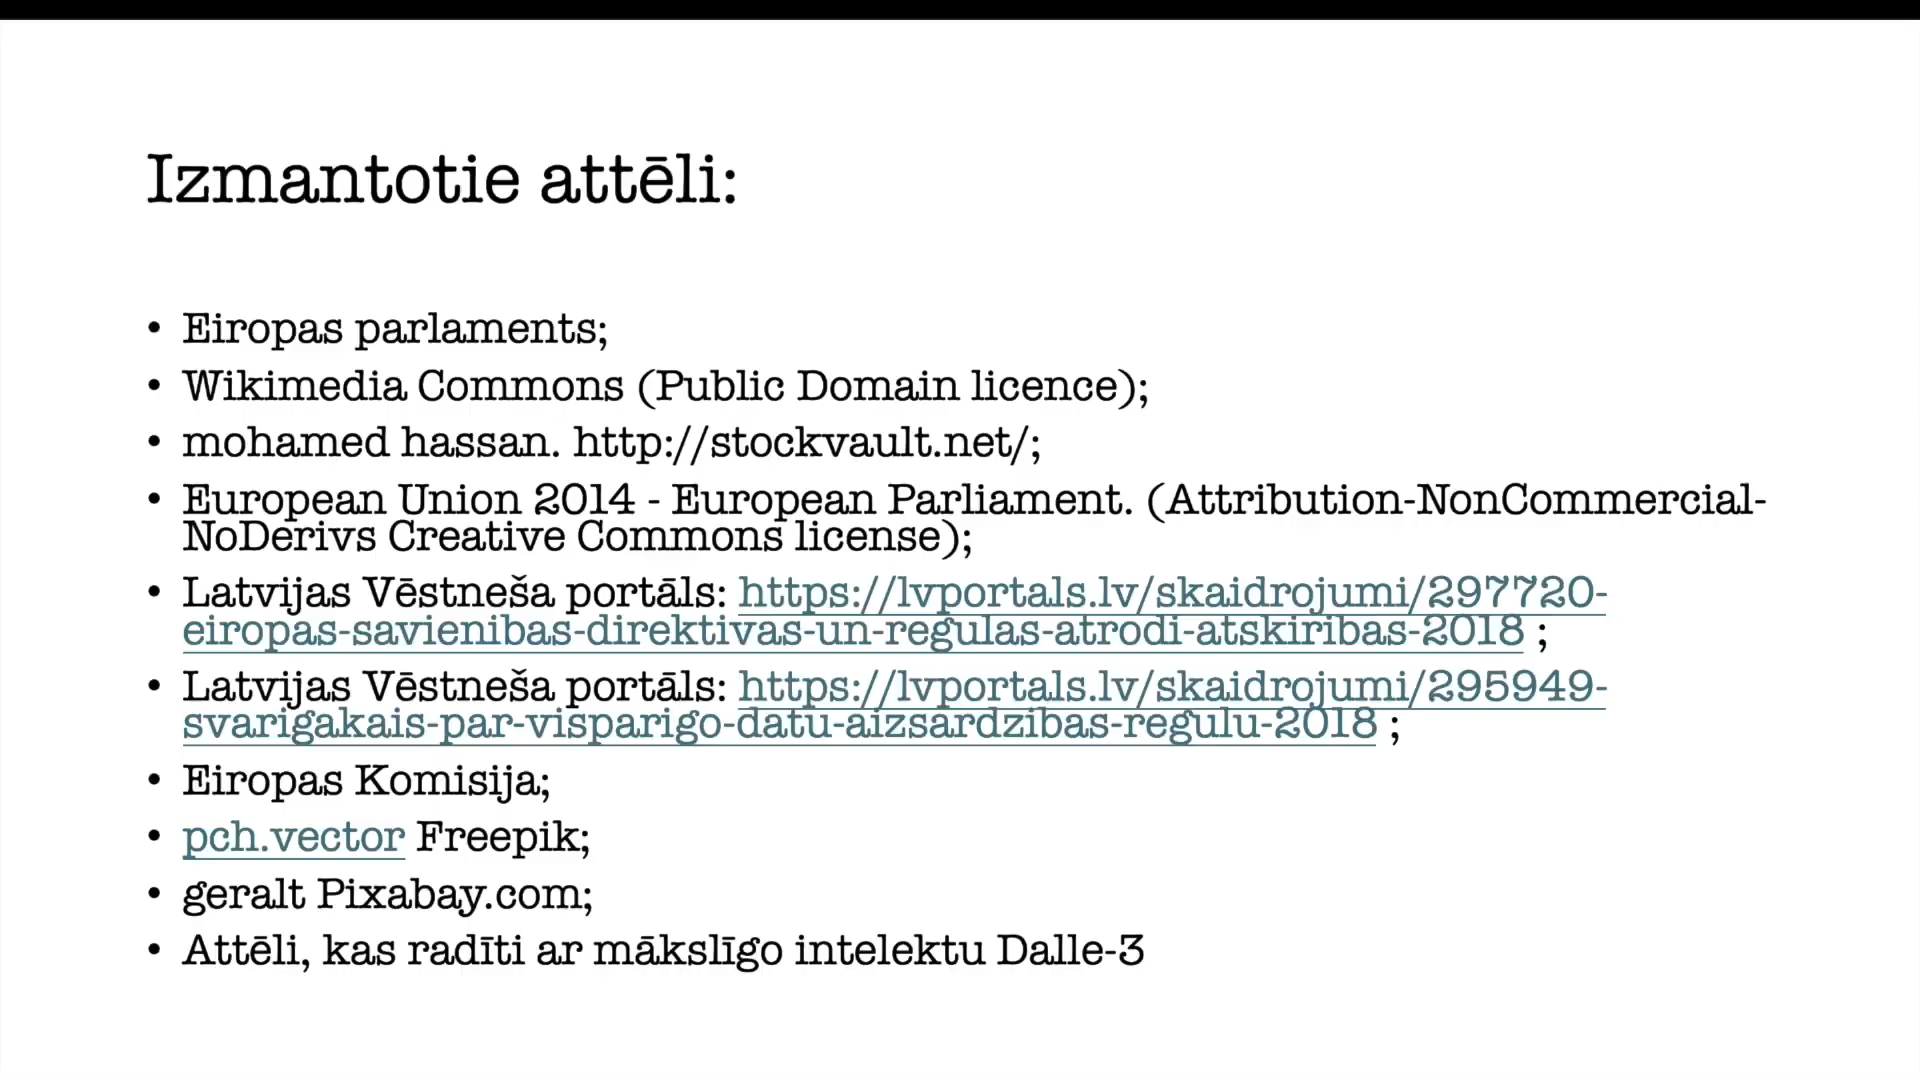 Izmantotie attēli:
• Eiropas parlaments;
• Wikimedia Commons (Public Domain licence);
• mohamed hassan. http://stockvault.net/;
• European Union 2014 - European Parliament. (Attribution-NonCommercial-
NoDerivs Creative Commons license);
• Latvijas Vēstneša portāls: https://lvportals.lv/skaidrojumi/297720-
eiropas-savienibas-direktivas-un-regulas-atrodi-atskiribas-2018 ;
• Latvijas Vēstneša portāls: https://lvportals.lv/skaidrojumi/295949-
svarigakais-par-visparigo-datu-aizsardzibas-regulu-2018 ;
• Eiropas Komisija;
• pch.vector Freepik;
• geralt Pixabay.com;
• Attēli, kas radīti ar mākslīgo intelektu Dalle-3